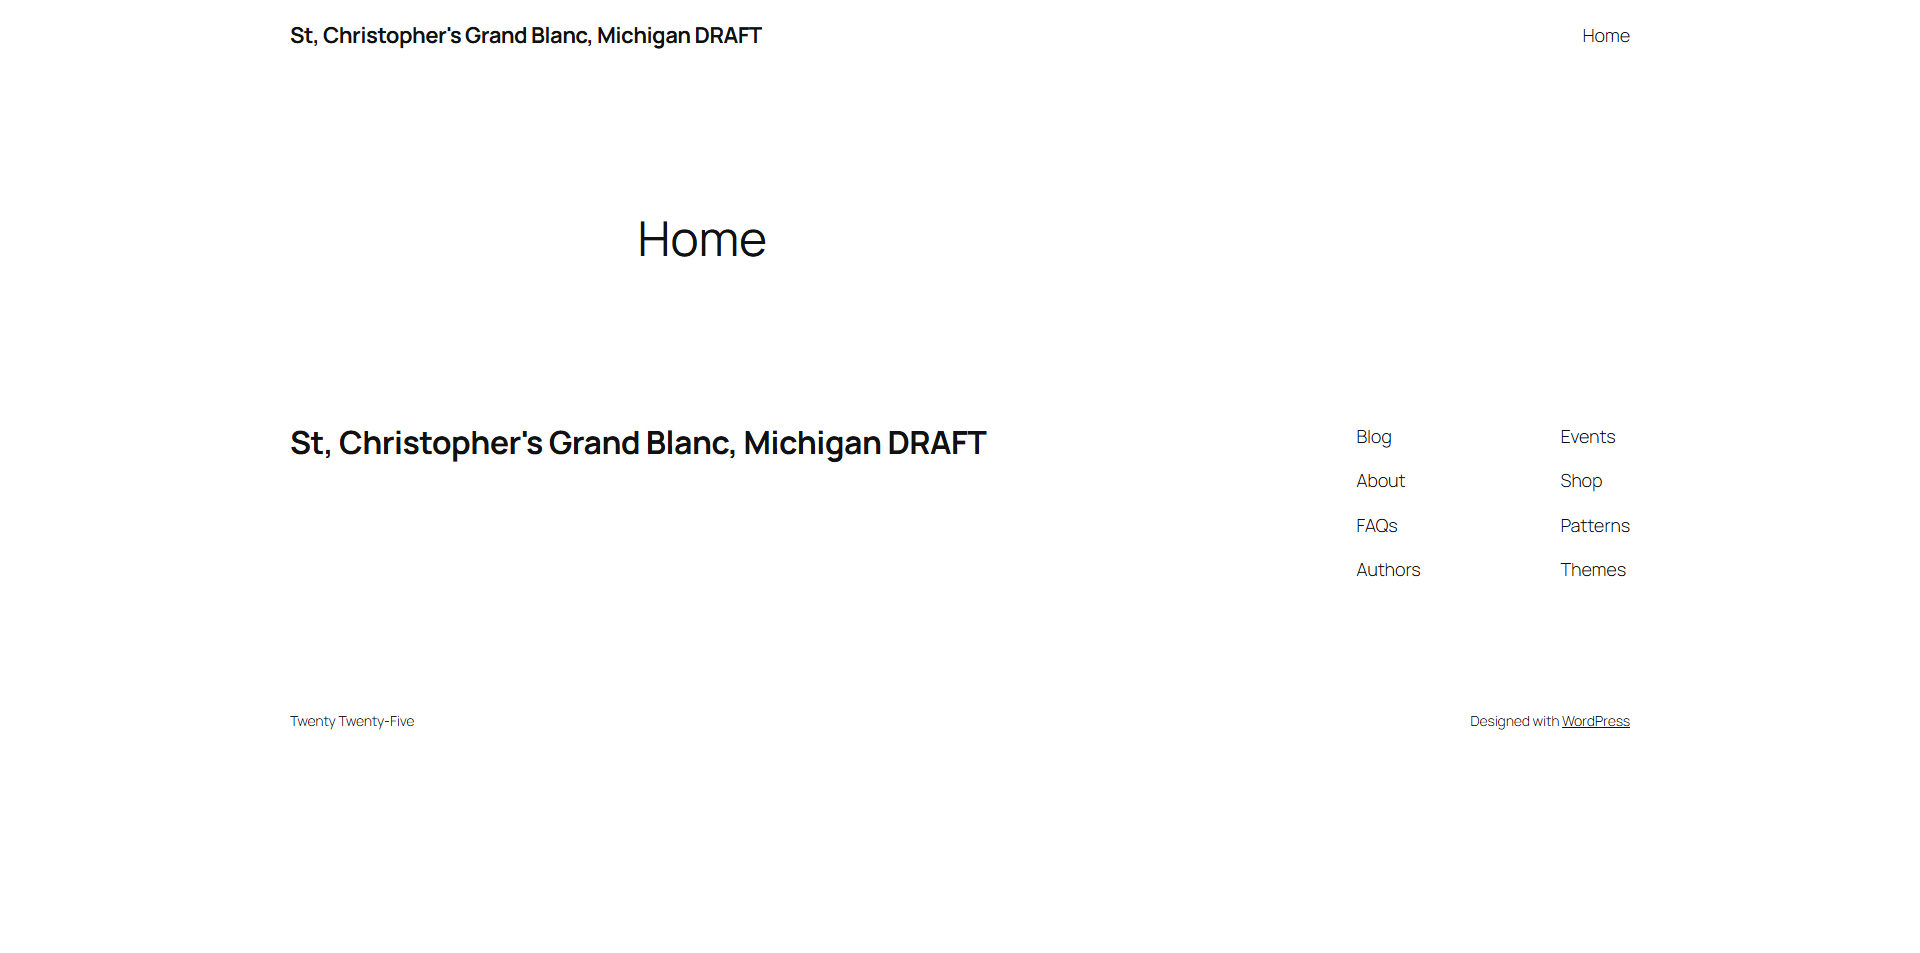 St, Christopher's Grand Blanc, Michigan DRAFT
Home
Home
St, Christopher's Grand Blanc, Michigan DRAFT
Blog
About
FAQs
Authors
Events
Shop
Patterns
Themes
Twenty Twenty-Five
Designed with WordPress